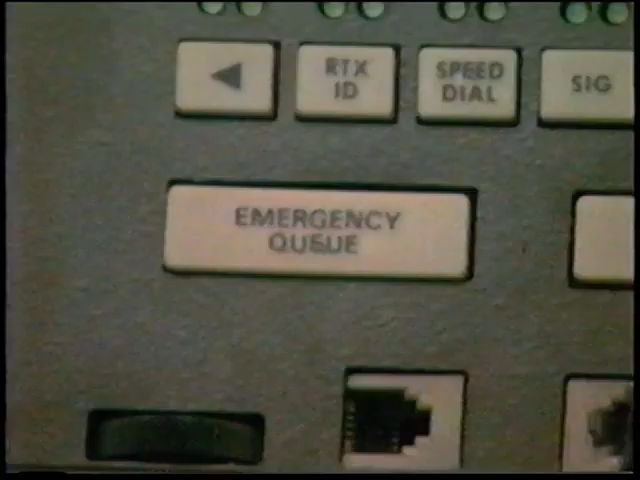 RTX
ID
SPEED
DIAL
SIG
EMERGENCY
QUEUE